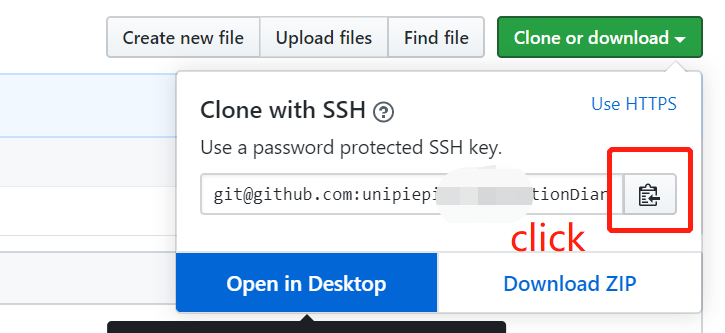 Create new file
Upload files
Find file
Clone or download
Clone with SSH
Use HTTPS
Use a password protected SSH key.
git@github.com:unipiepi tionDiar
click
Open in Desktop
Download ZIP